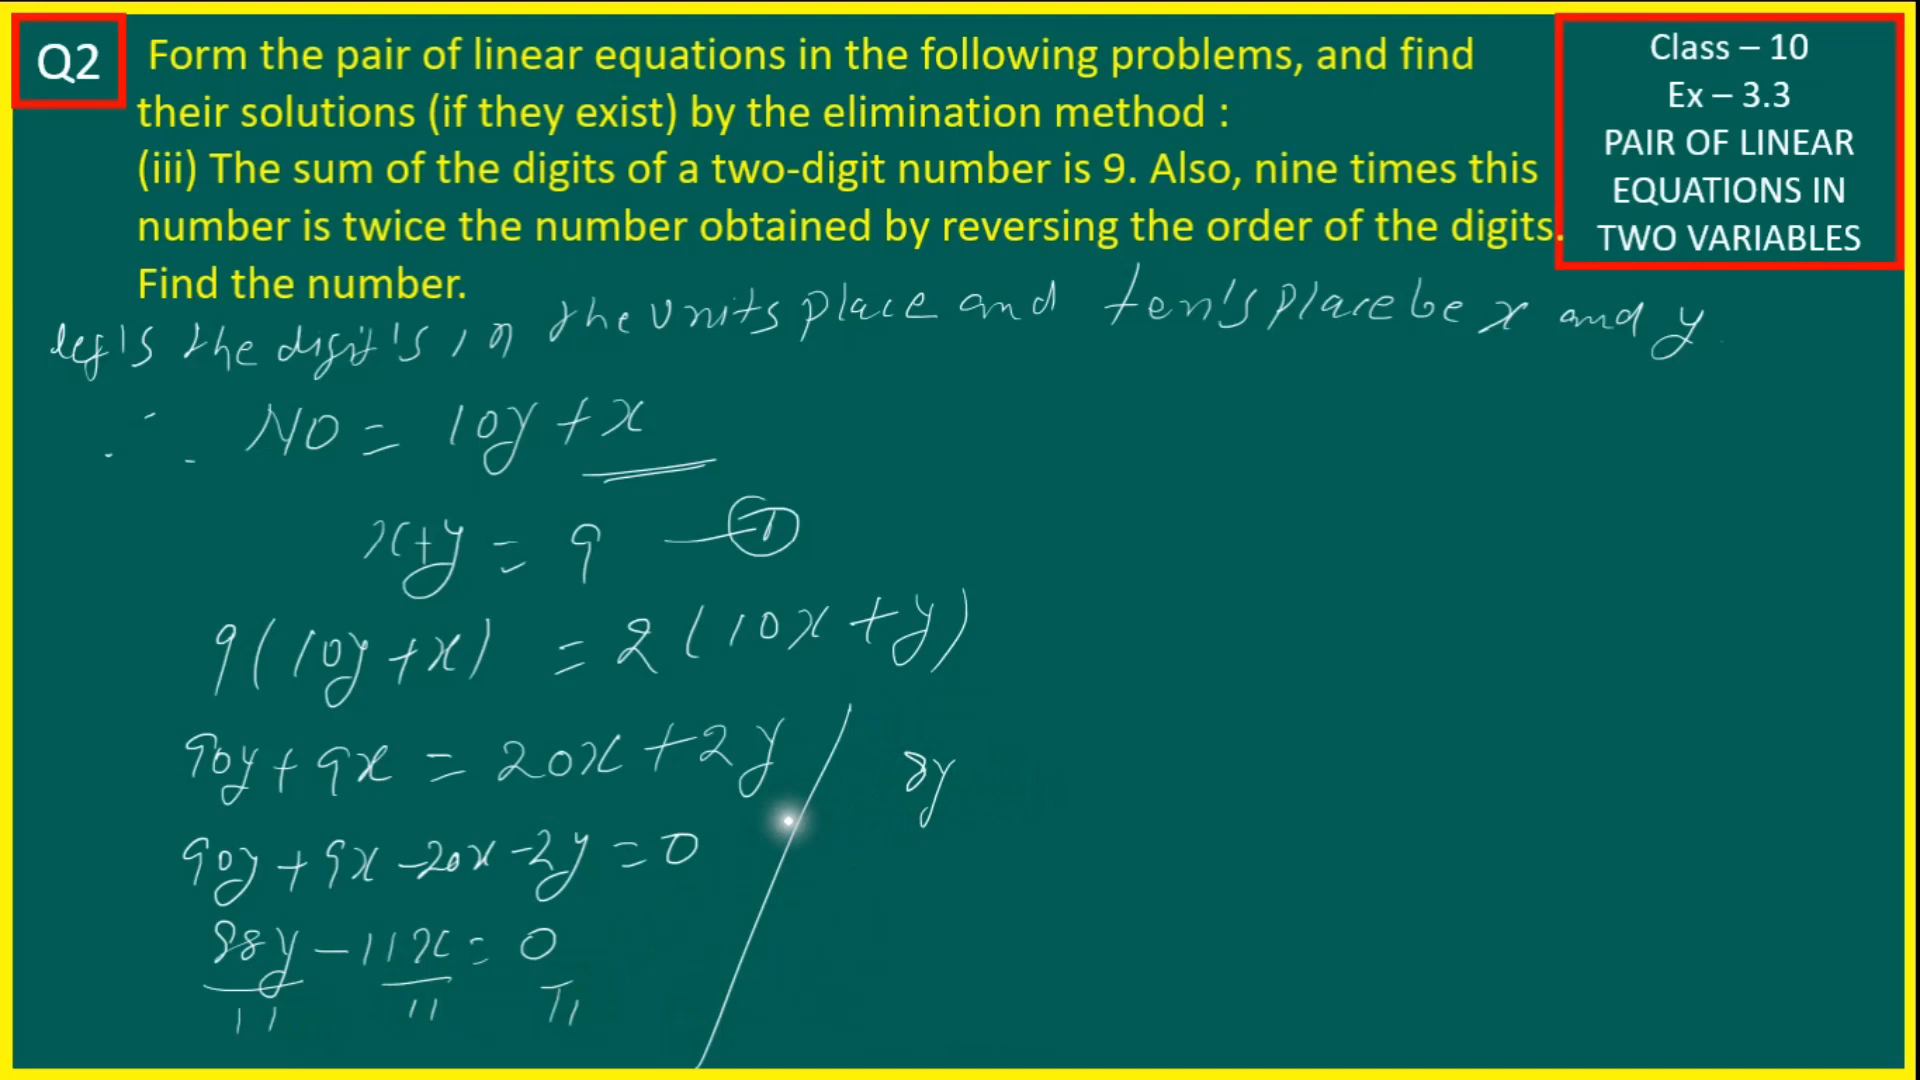 Q2
Form the pair of linear equations in the following problems, and find
their solutions (if they exist) by the elimination method :
(iii) The sum of the digits of a two-digit number is 9. Also, nine times this
number is twice the number obtained by reversing the order of the digits.
Find the number.
Class – 10
Ex – 3.3
PAIR OF LINEAR
EQUATIONS IN
TWO VARIABLES
the digit's in the units place and ten's place be x and y
∴ NO = 10y + x
x+y = 9 — I
9(10y+x) = 2(10x+y)
90y + 9x = 20x + 2y
90y + 9x - 20x - 2y = 0
88y/11 - 11x/11 = 0/11
8y